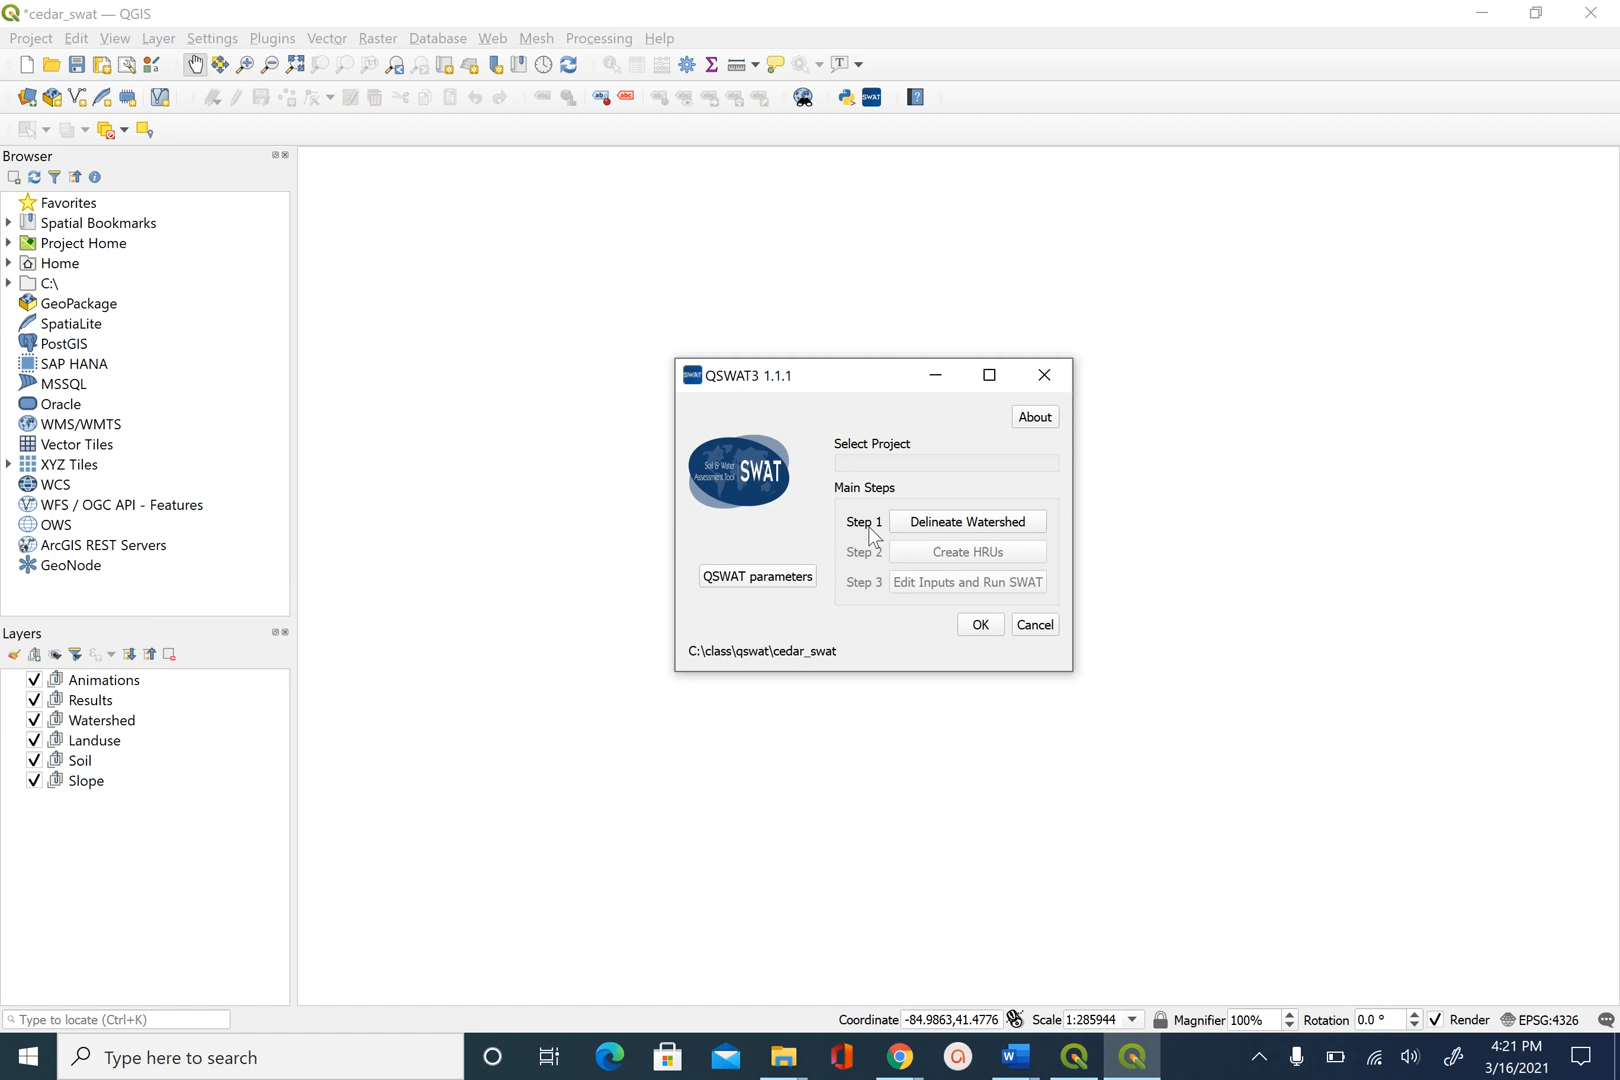 *cedar_swat — QGIS
Project Edit View Layer Settings Plugins Vector Raster Database Web Mesh Processing Help
Browser
Favorites
Spatial Bookmarks
Project Home
Home
C:\
GeoPackage
SpatiaLite
PostGIS
SAP HANA
MSSQL
Oracle
WMS/WMTS
Vector Tiles
XYZ Tiles
WCS
WFS / OGC API - Features
OWS
ArcGIS REST Servers
GeoNode
Layers
Animations
Results
Watershed
Landuse
Soil
Slope
SWAT QSWAT3 1.1.1
About
Soil & Water
Assessment Tool SWAT
Select Project
Main Steps
Step 1 Delineate Watershed
Step 2 Create HRUs
Step 3 Edit Inputs and Run SWAT
QSWAT parameters
OK Cancel
C:\class\qswat\cedar_swat
Type to locate (Ctrl+K) Coordinate -84.9863,41.4776 Scale 1:285944 Magnifier 100% Rotation 0.0 ° Render EPSG:4326
Type here to search
4:21 PM
3/16/2021